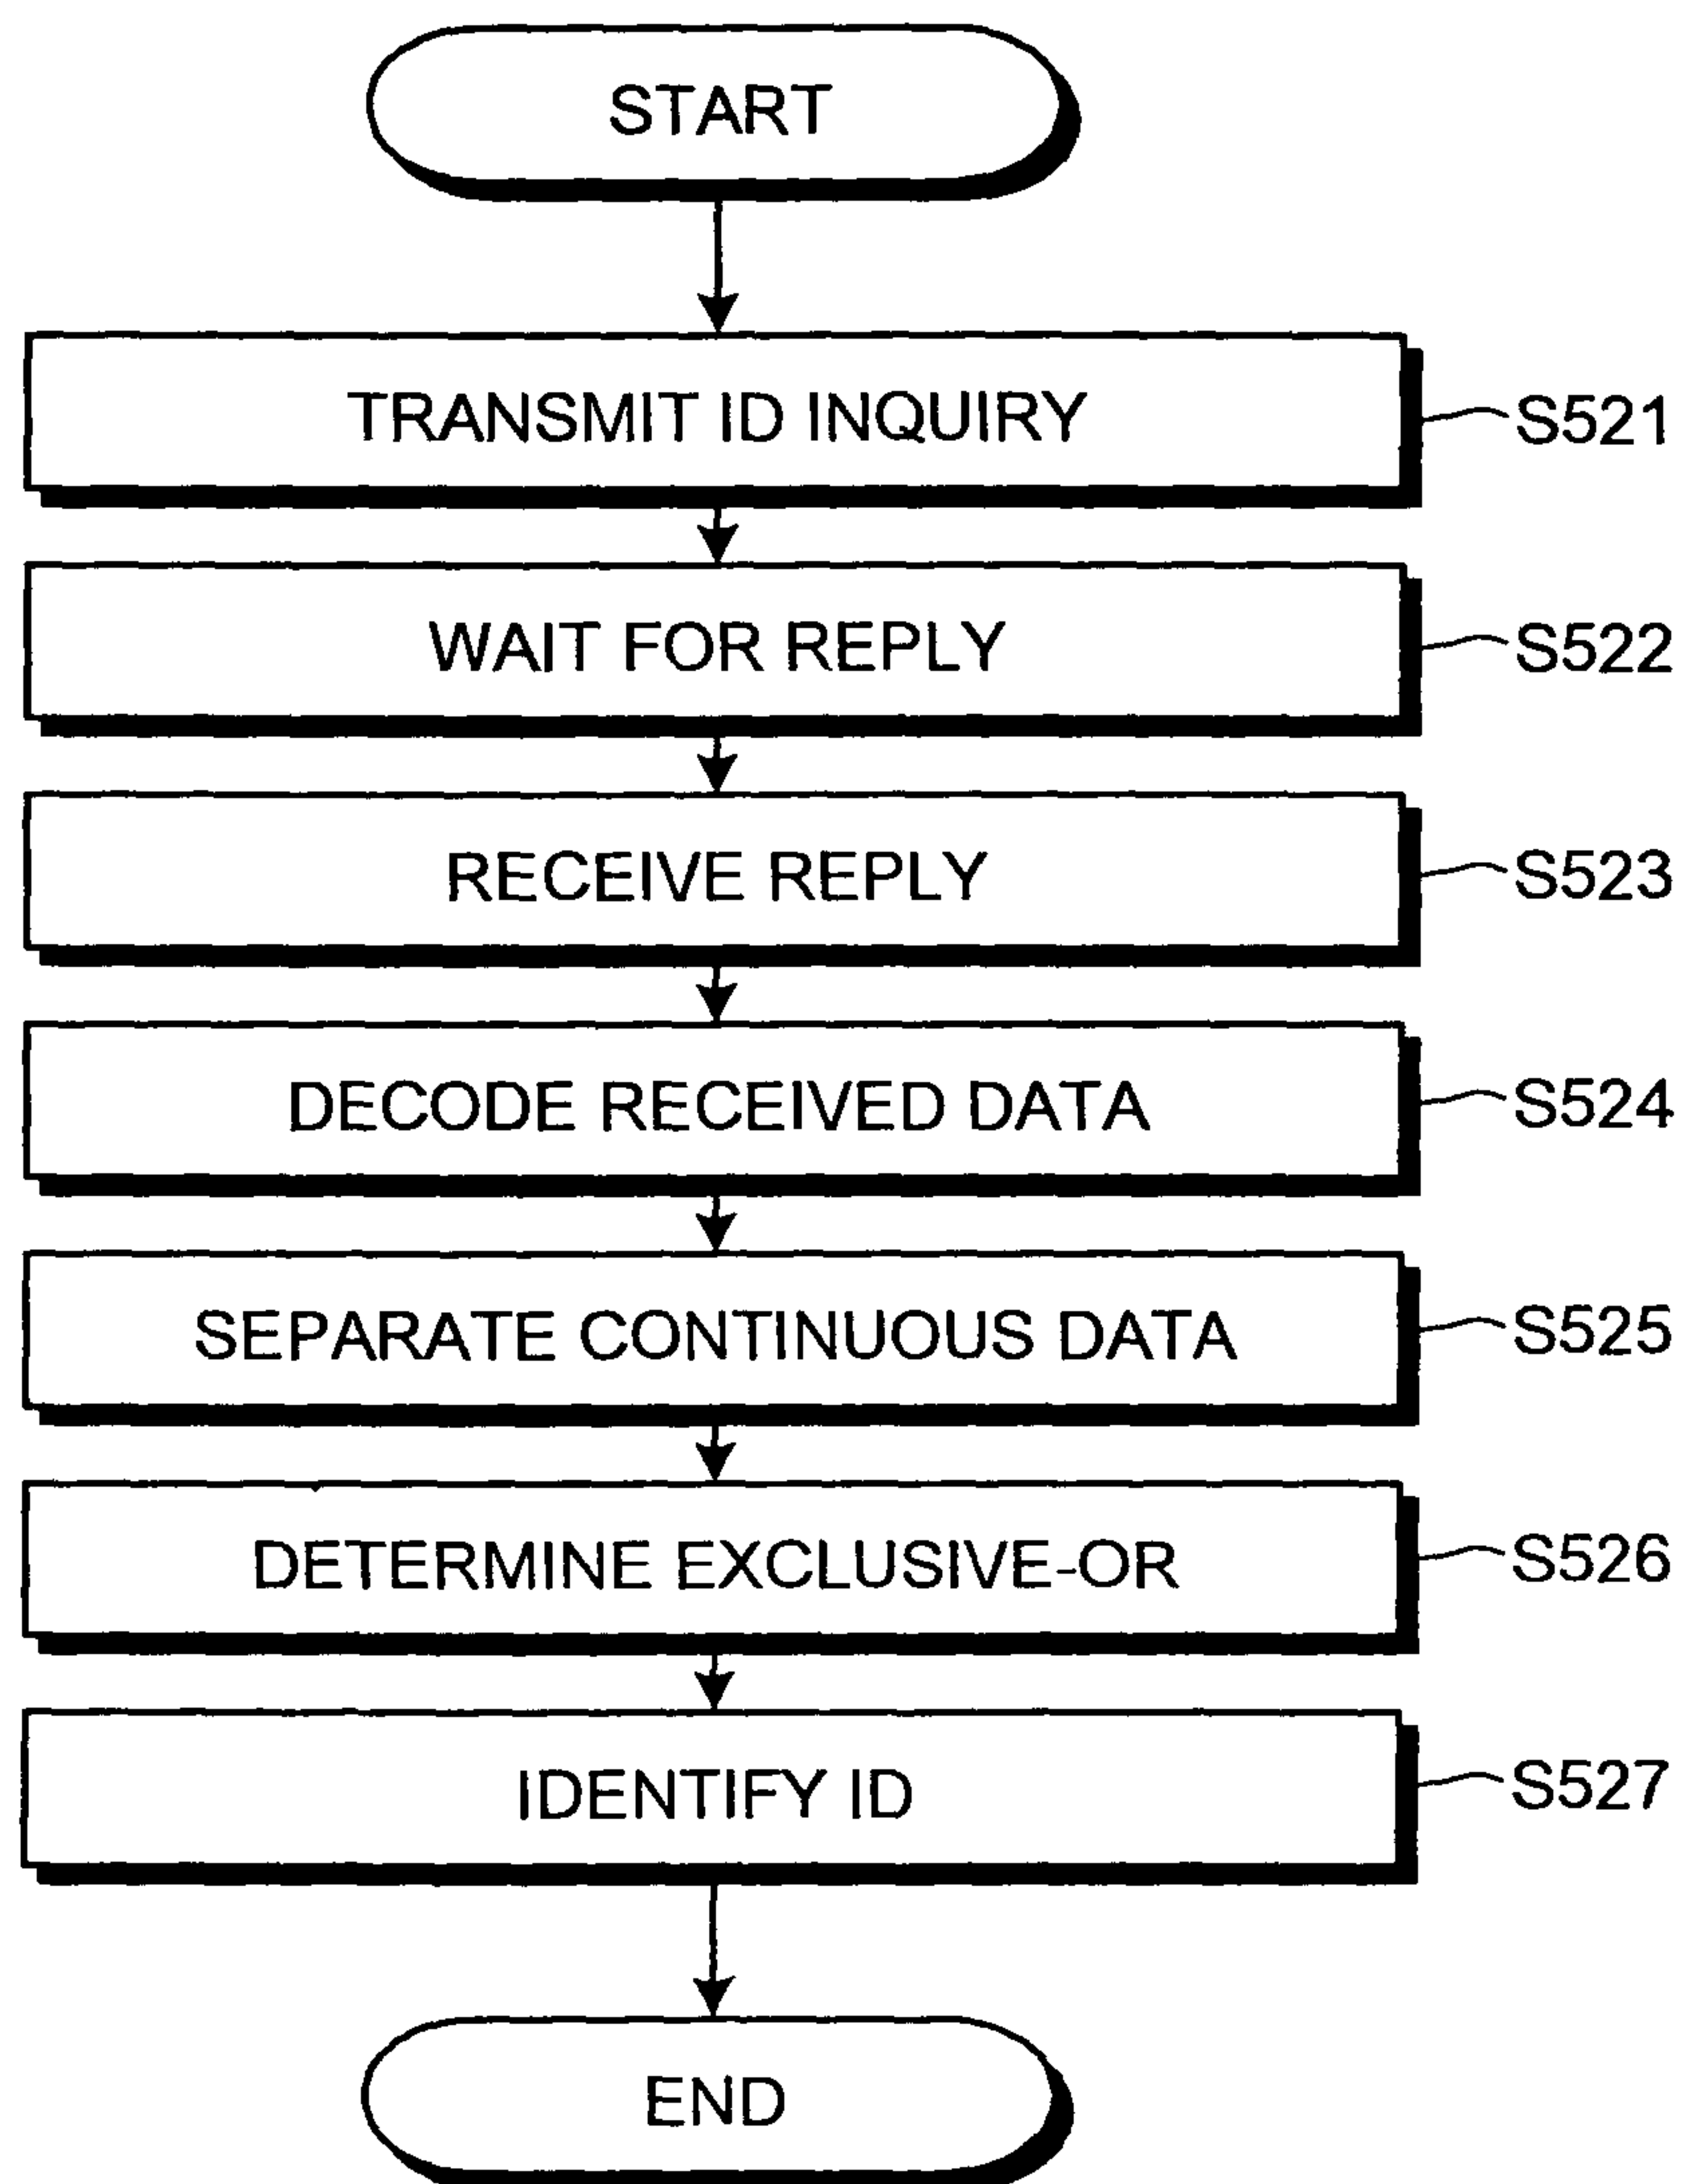 START
TRANSMIT ID INQUIRY S521
WAIT FOR REPLY S522
RECEIVE REPLY S523
DECODE RECEIVED DATA S524
SEPARATE CONTINUOUS DATA S525
DETERMINE EXCLUSIVE-OR S526
IDENTIFY ID S527
END